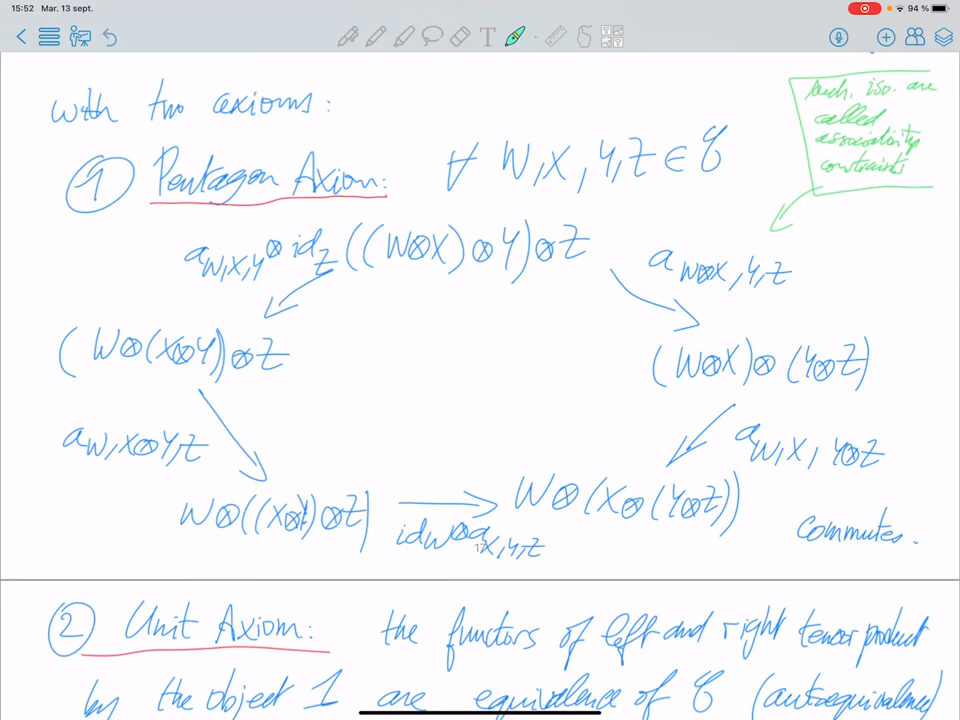 15:52 Mar. 13 sept. 94 %
with two axioms:
such iso. are
called
associativity
constraints
① Pentagon Axiom: ∀ W, X, Y, Z ∈ 𝒞
a_{W,X,Y} ⊗ id_Z ((W⊗X)⊗Y)⊗Z a_{W⊗X,Y,Z}
(W⊗(X⊗Y))⊗Z (W⊗X)⊗(Y⊗Z)
a_{W,X⊗Y,Z} a_{W,X,Y⊗Z}
W⊗((X⊗Y)⊗Z) → W⊗(X⊗(Y⊗Z)) commutes.
id_W⊗a_{X,Y,Z}
17
② Unit Axiom: the functors of left and right tensor product
by the object 1 are equivalence of 𝒞 (autoequivalence)